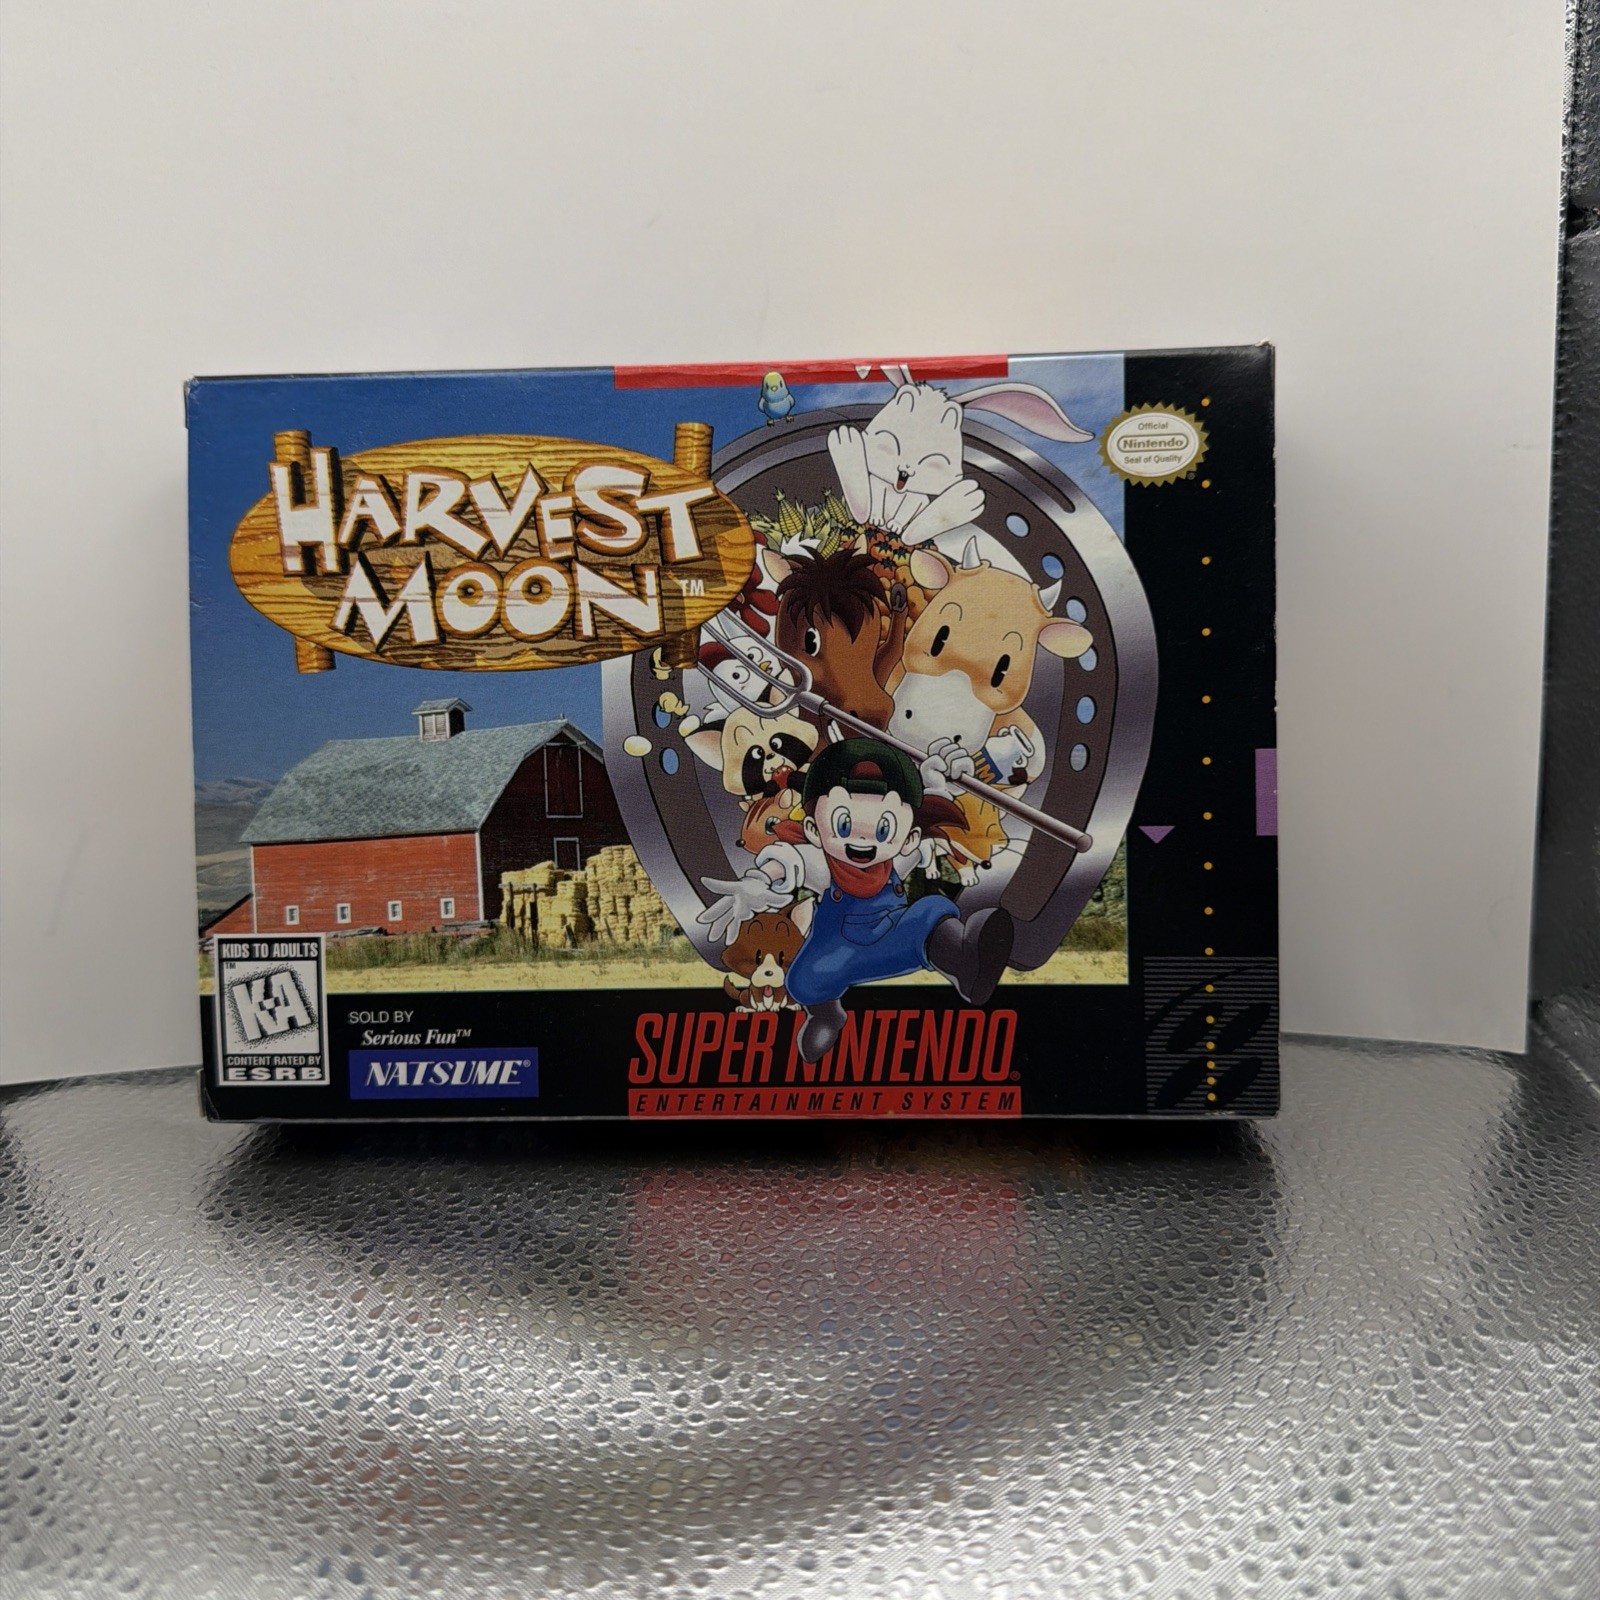 HARVEST
MOON™
Official
Nintendo
Seal of Quality
KIDS TO ADULTS
™
K-A
CONTENT RATED BY
ESRB
SOLD BY
Serious Fun™
NATSUME®
SUPER NINTENDO®
ENTERTAINMENT SYSTEM